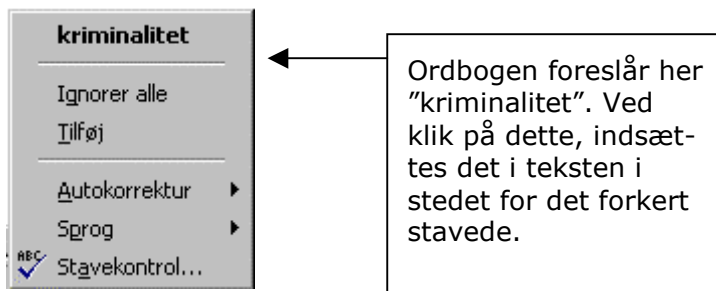 kriminalitet
Ignorer alle
Tilføj
Autokorrektur
Sprog
ABC Stavekontrol...
Ordbogen foreslår her
”kriminalitet”. Ved
klik på dette, indsæt-
tes det i teksten i
stedet for det forkert
stavede.